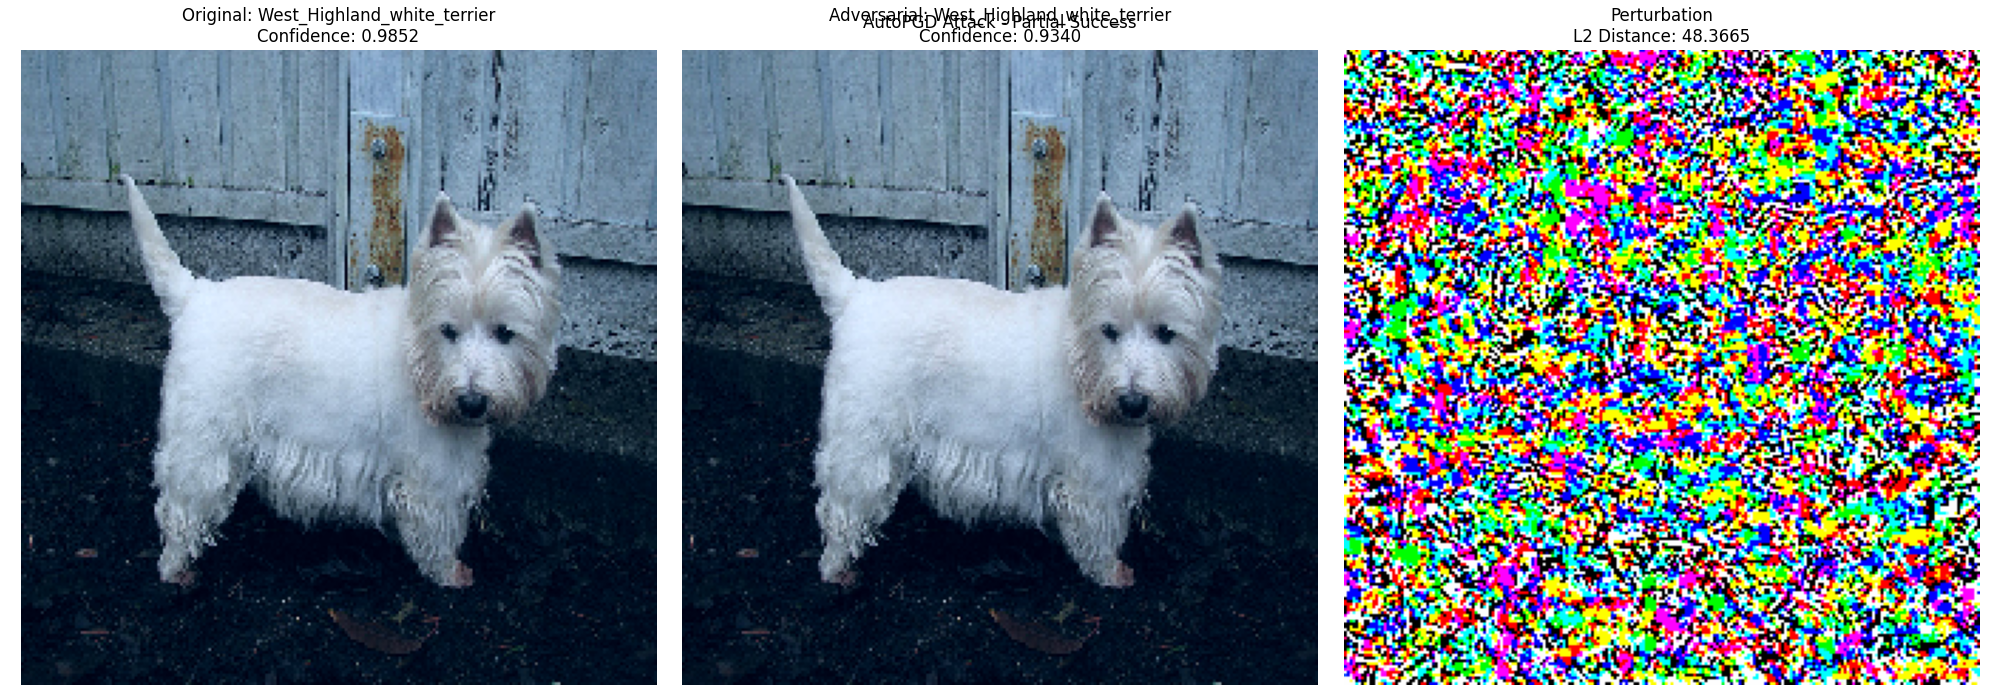 Original: West_Highland_white_terrier
Confidence: 0.9852
Adversarial: West_Highland_white_terrier
AutoPGD Attack - Partial Success
Confidence: 0.9340
Perturbation
L2 Distance: 48.3665